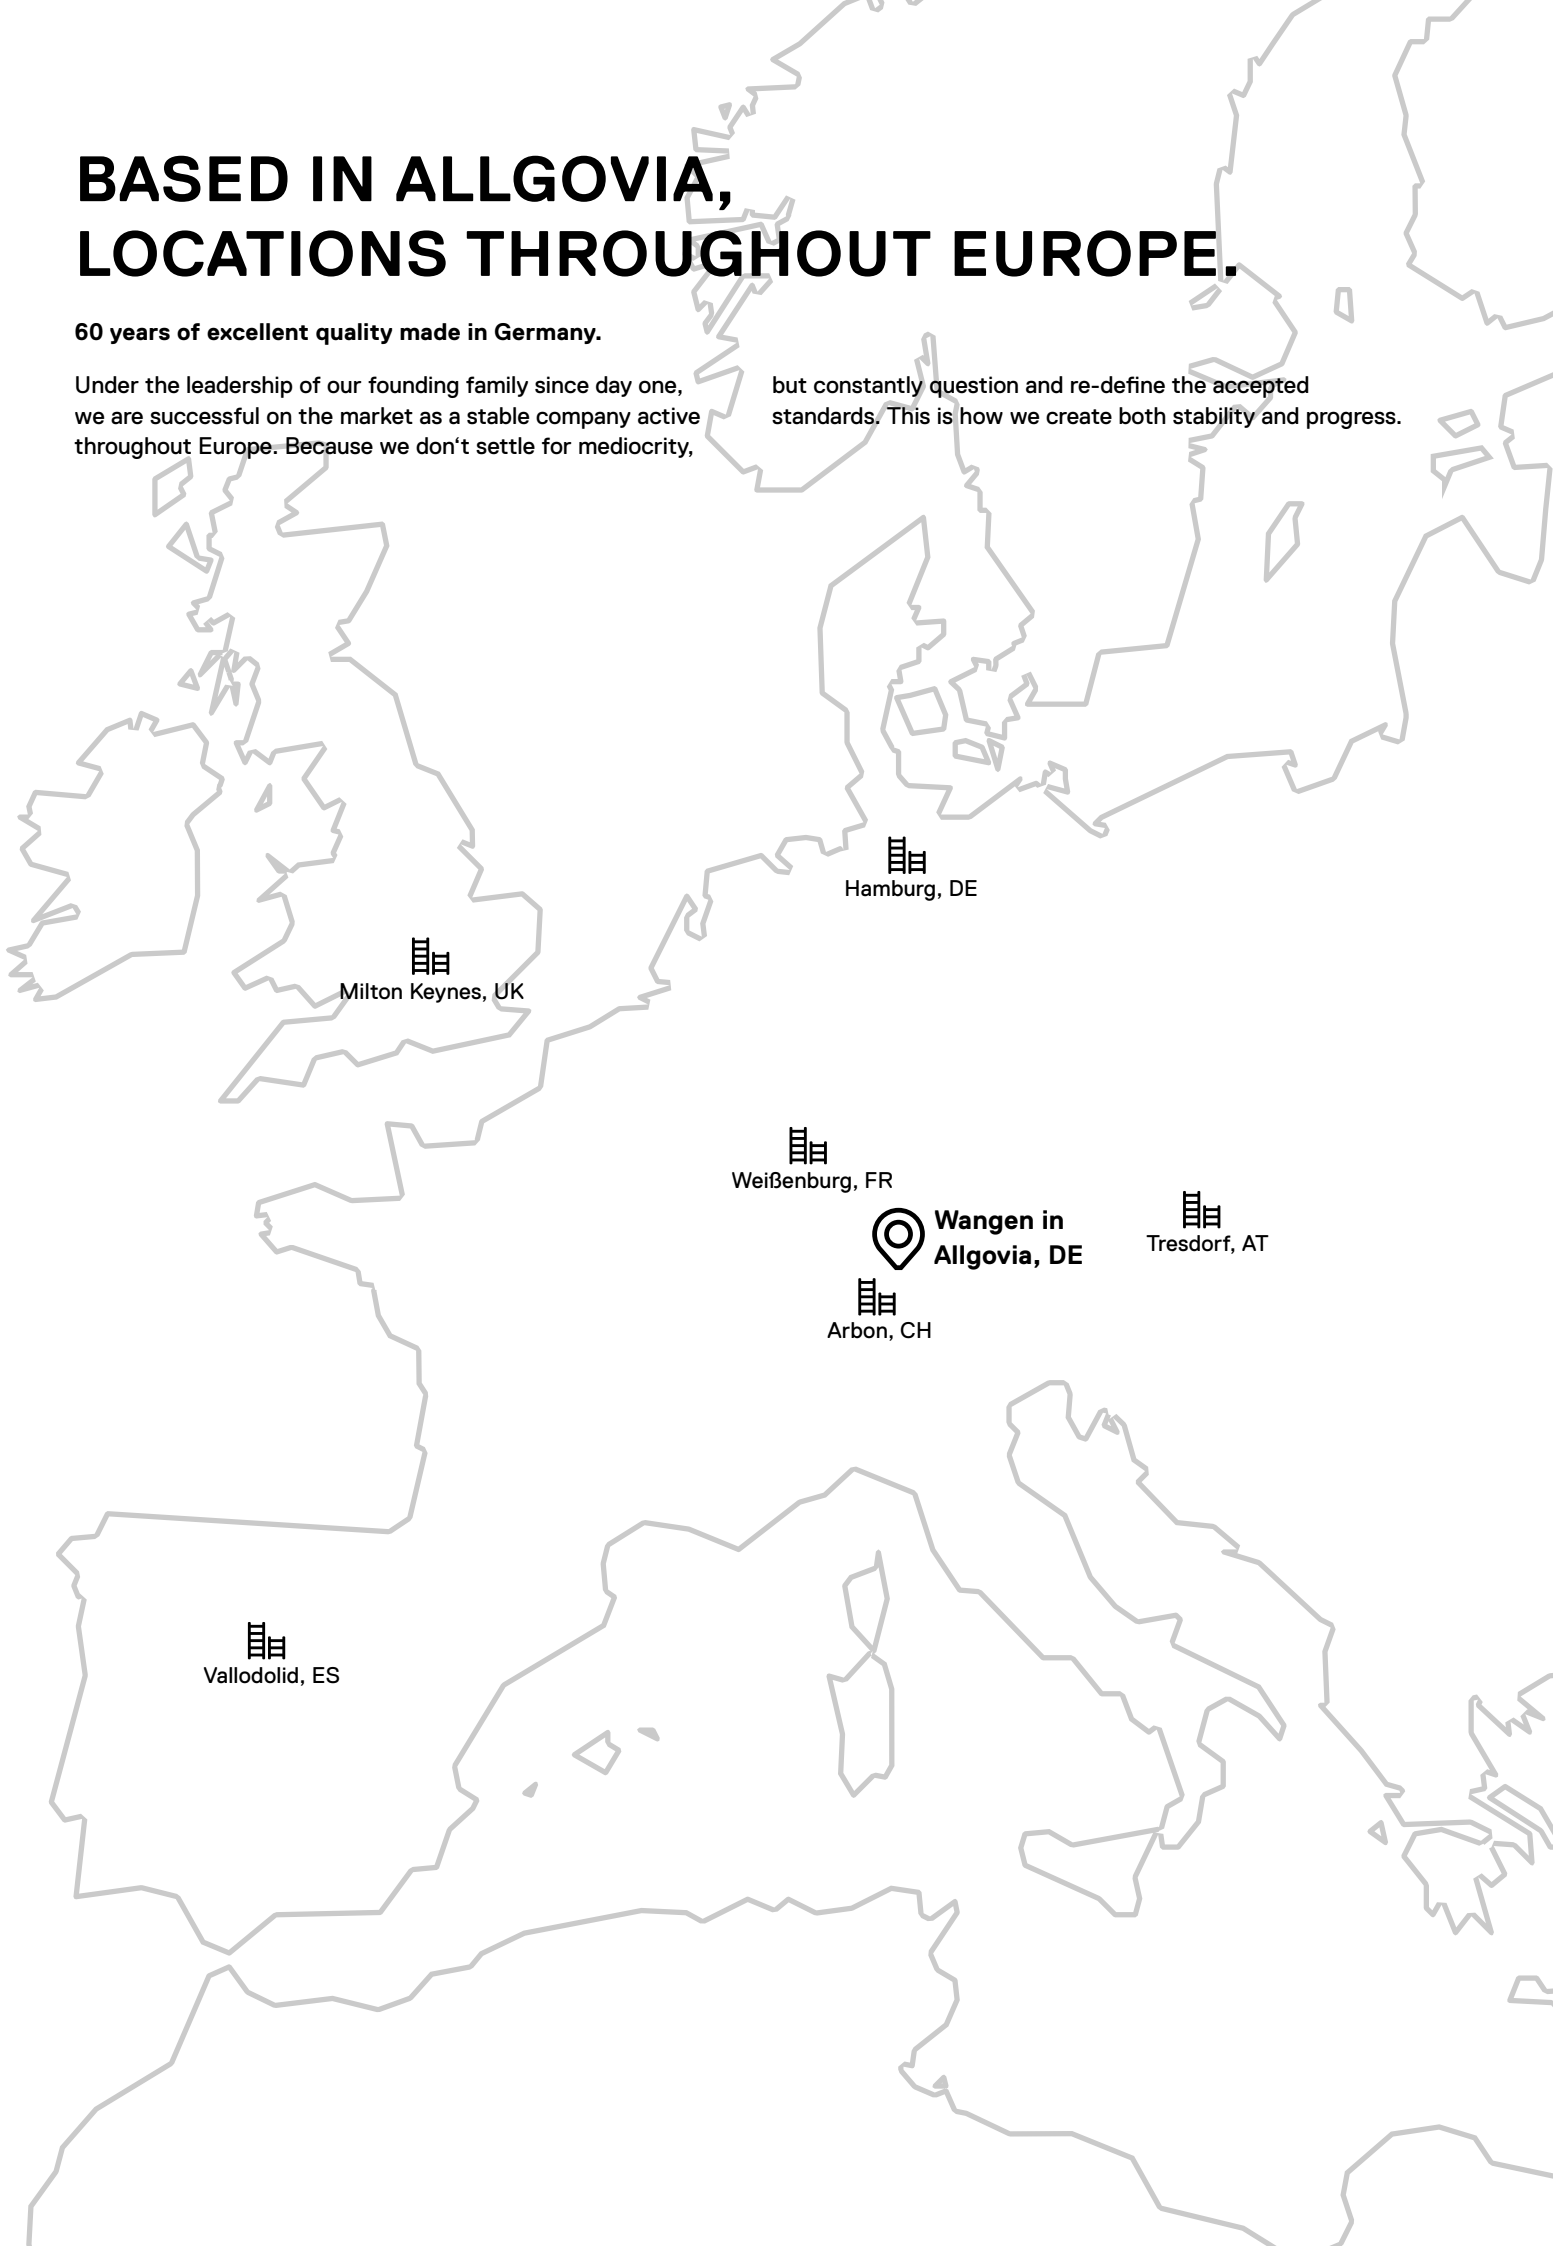 BASED IN ALLGOVIA,
LOCATIONS THROUGHOUT EUROPE.
60 years of excellent quality made in Germany.
Under the leadership of our founding family since day one,
we are successful on the market as a stable company active
throughout Europe. Because we don‘t settle for mediocrity,
but constantly question and re-define the accepted
standards. This is how we create both stability and progress.
Hamburg, DE
Milton Keynes, UK
Weißenburg, FR
Wangen in
Allgovia, DE
Tresdorf, AT
Arbon, CH
Vallodolid, ES